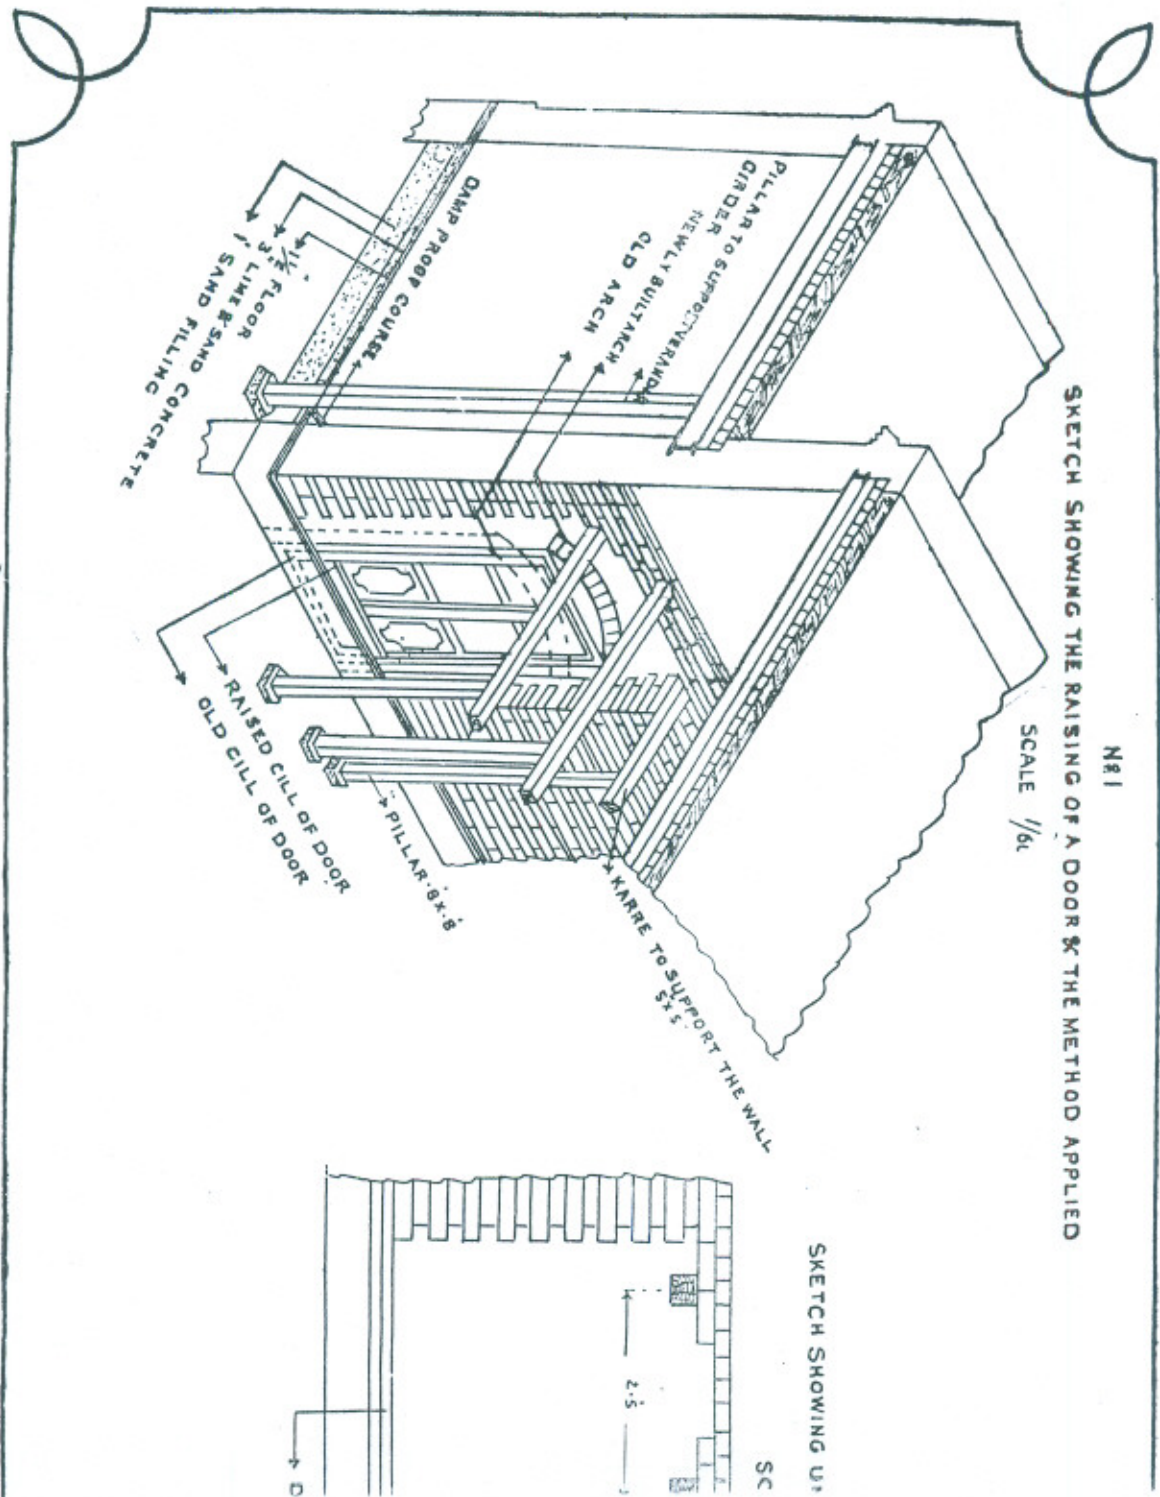 Nº 1
SKETCH SHOWING THE RAISING OF A DOOR & THE METHOD APPLIED
SCALE
PILLAR TO SUPPORT VERANDA
GIRDER
NEWLY BUILT ARCH
OLD ARCH
DAMP PROOF COURSE
1½" FLOOR
3" LIME & SAND CONCRETE
1" SAND FILLING
RAISED CILL OF DOOR
OLD CILL OF DOOR
PILLAR 8"x8"
KARRE TO SUPPORT THE WALL
5"x5"
SKETCH SHOWING
SC
2.5'
D